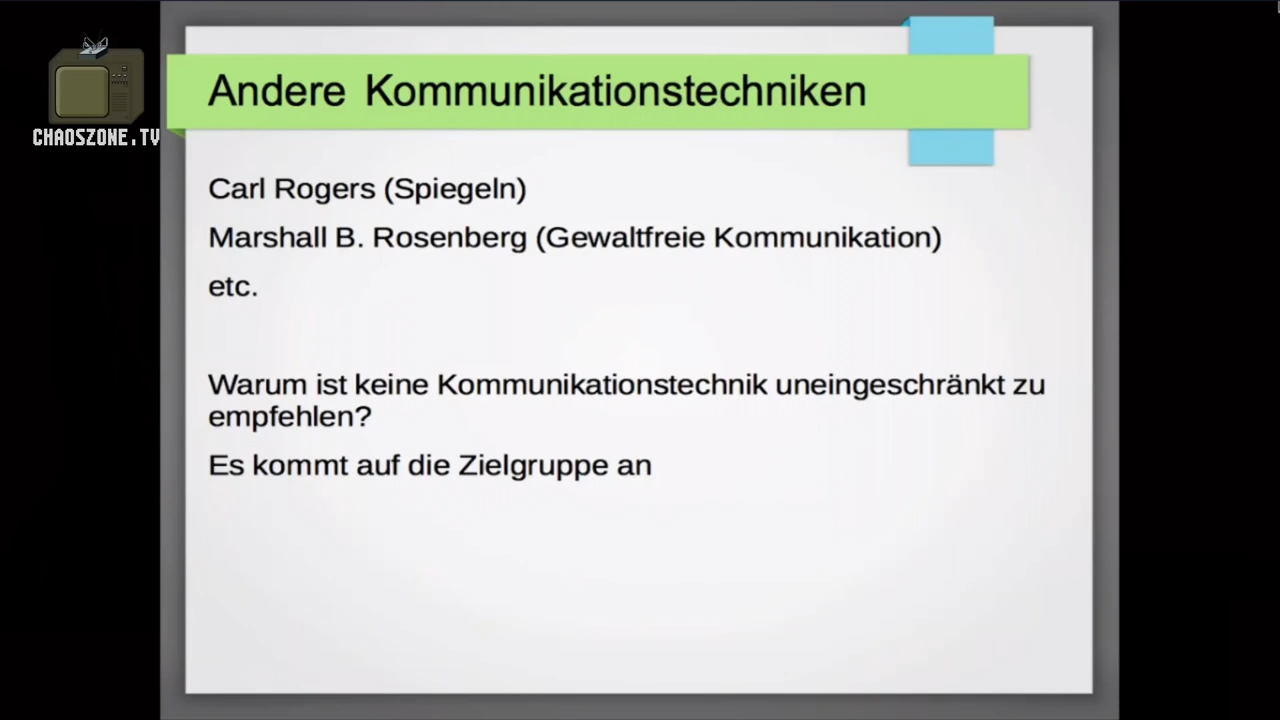 CHAOSZONE.TV
Andere Kommunikationstechniken
Carl Rogers (Spiegeln)
Marshall B. Rosenberg (Gewaltfreie Kommunikation)
etc.
Warum ist keine Kommunikationstechnik uneingeschränkt zu
empfehlen?
Es kommt auf die Zielgruppe an